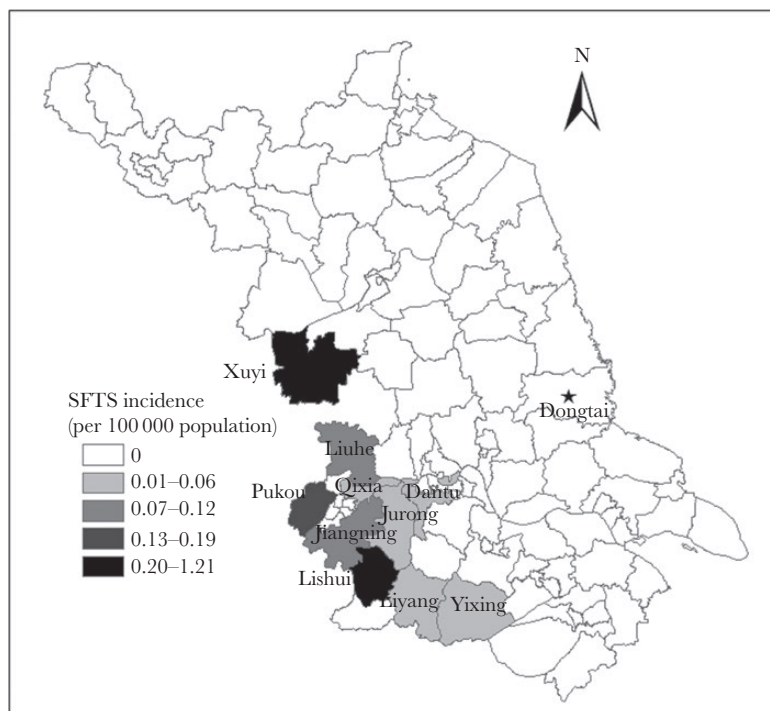 N
Xuyi
SFTS incidence
(per 100 000 population)
0
0.01–0.06
0.07–0.12
0.13–0.19
0.20–1.21
Dongtai
Liuhe
Pukou
Qixia
Dantu
Jurong
Jiangning
Lishui
Liyang
Yixing